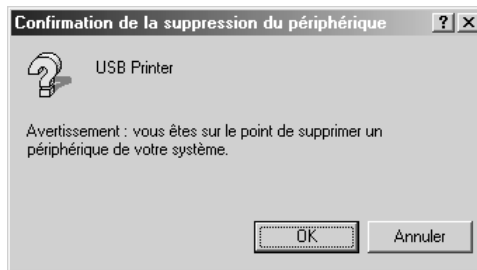 Confirmation de la suppression du périphérique
USB Printer
Avertissement : vous êtes sur le point de supprimer un
périphérique de votre système.
OK
Annuler